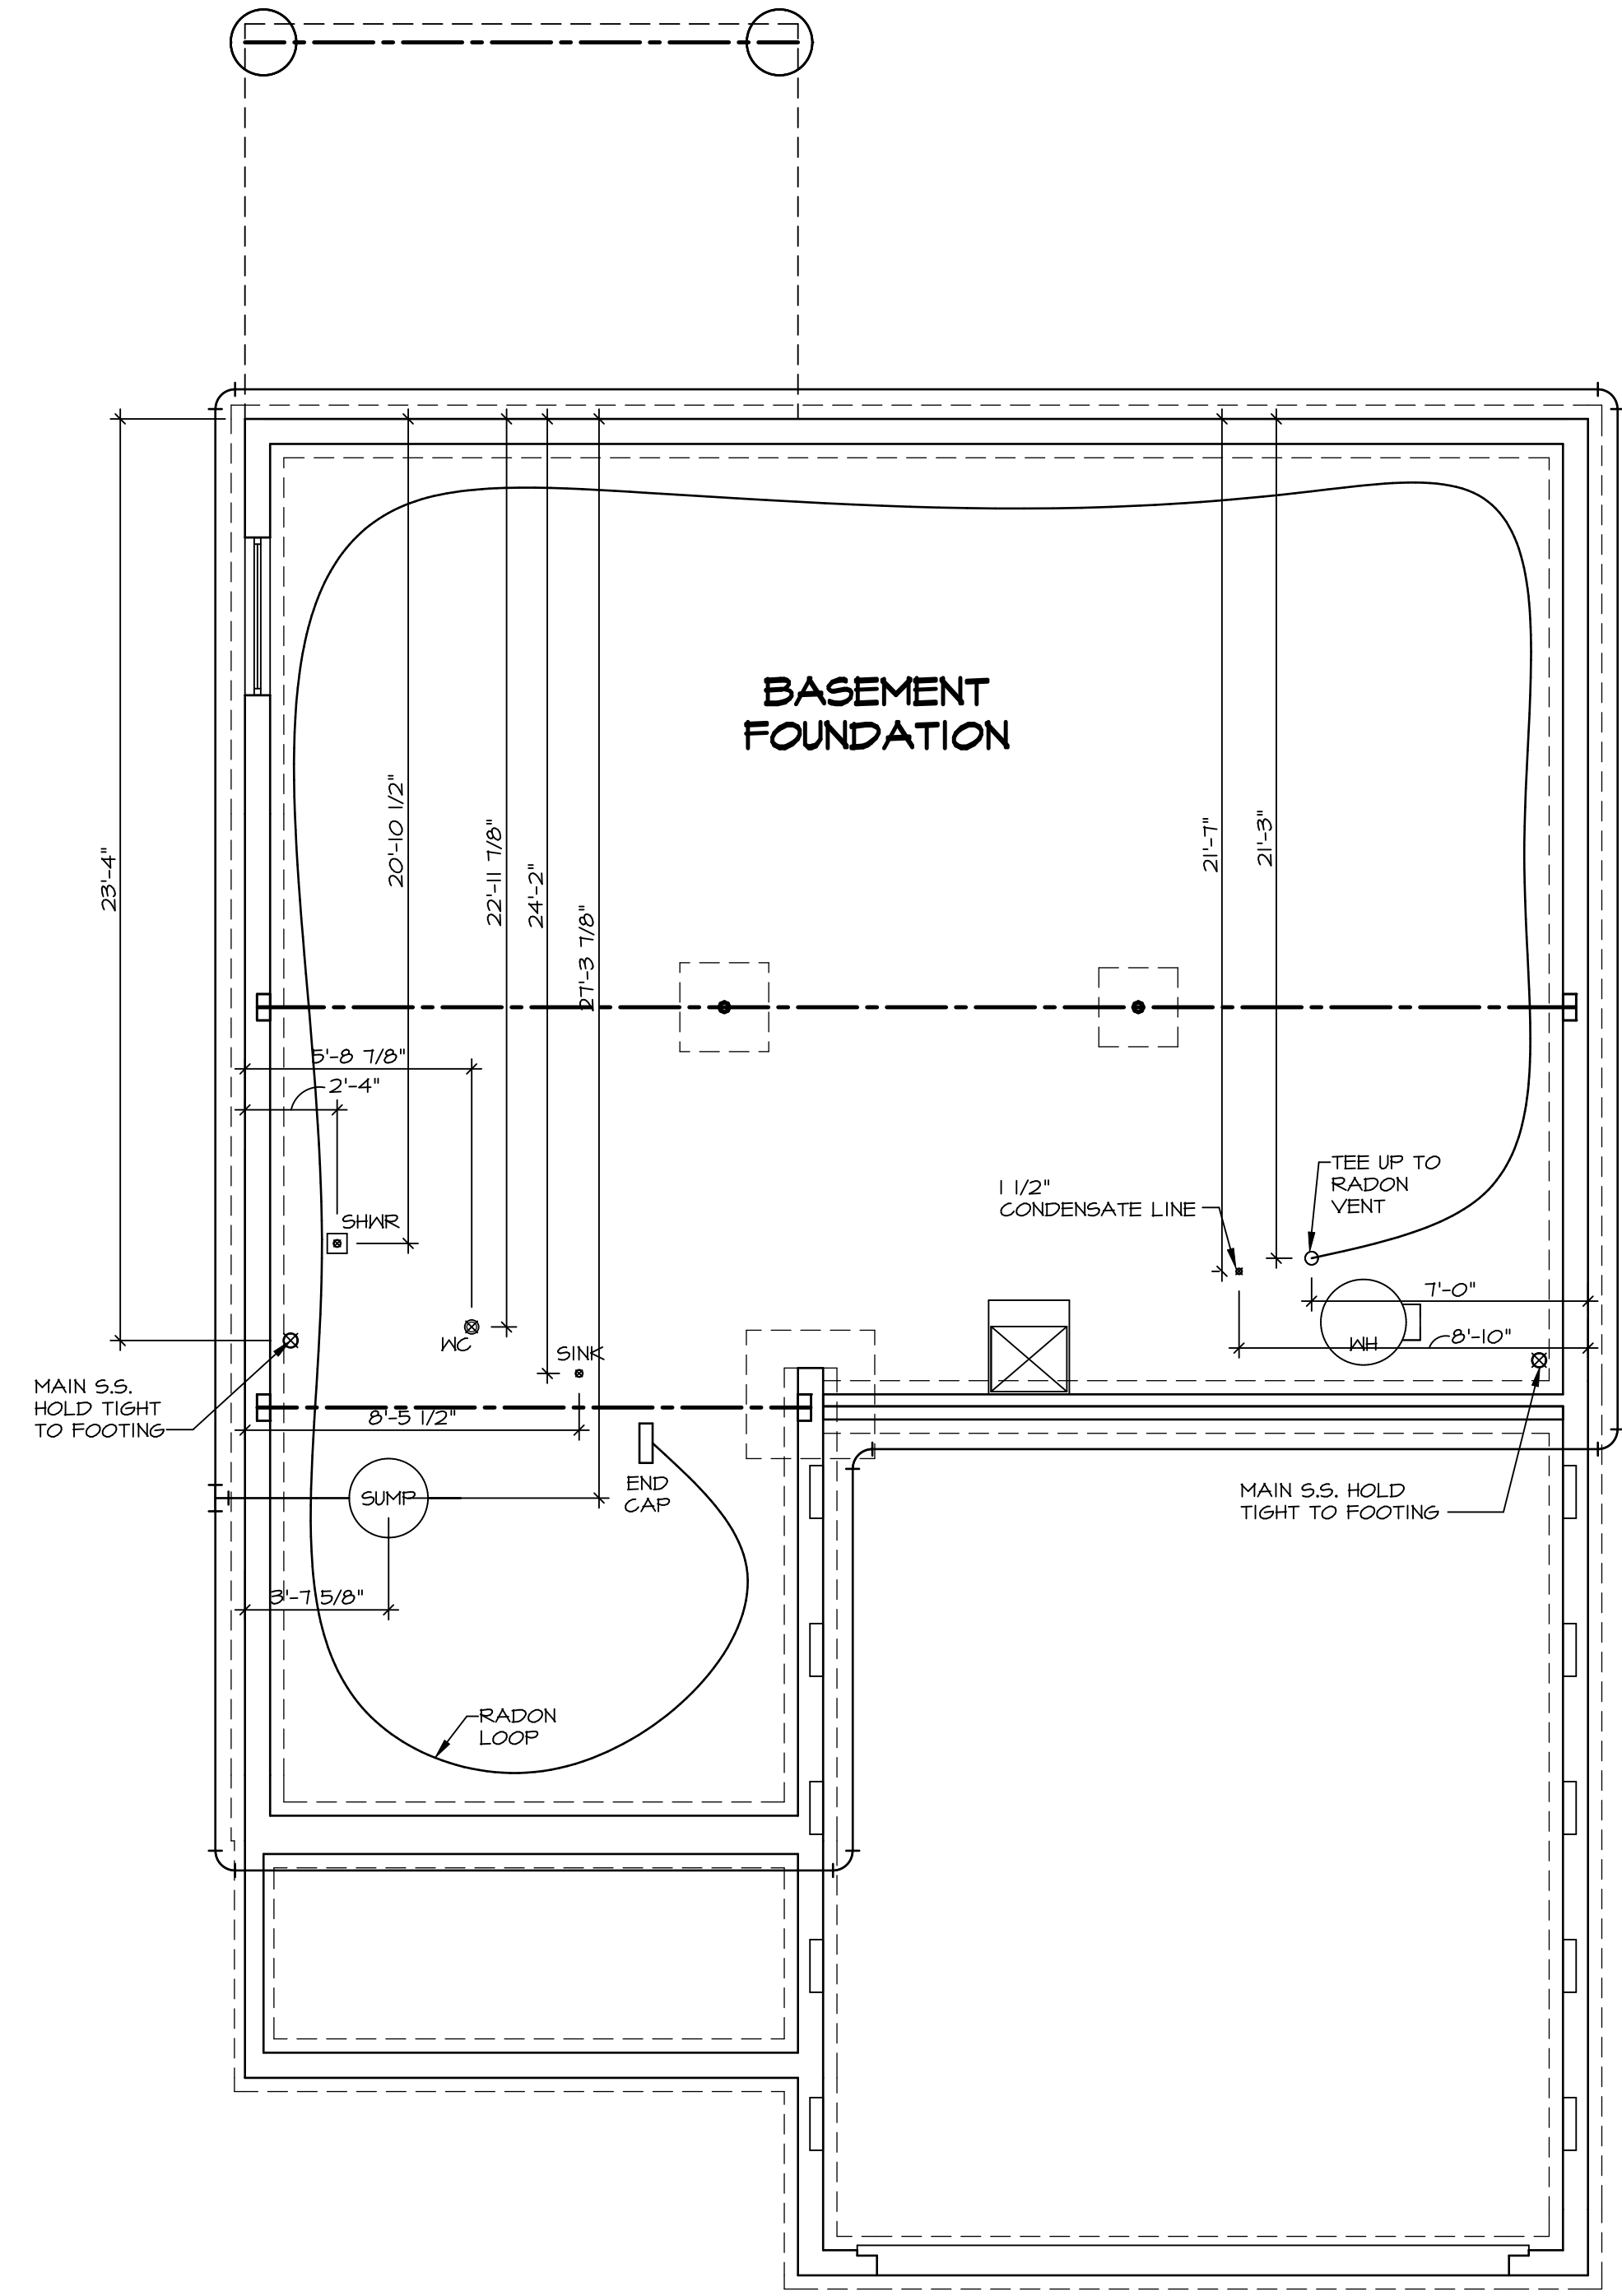 BASEMENT
FOUNDATION
23'-4"
20'-10 1/2"
22'-11 7/8"
24'-2"
27'-3 7/8"
21'-7"
21'-3"
5'-8 7/8"
2'-4"
SHWR
WC
SINK
MAIN S.S.
HOLD TIGHT
TO FOOTING
8'-5 1/2"
SUMP
END
CAP
3'-7 5/8"
RADON
LOOP
1 1/2"
CONDENSATE LINE
TEE UP TO
RADON
VENT
7'-0"
WH
8'-10"
MAIN S.S. HOLD
TIGHT TO FOOTING